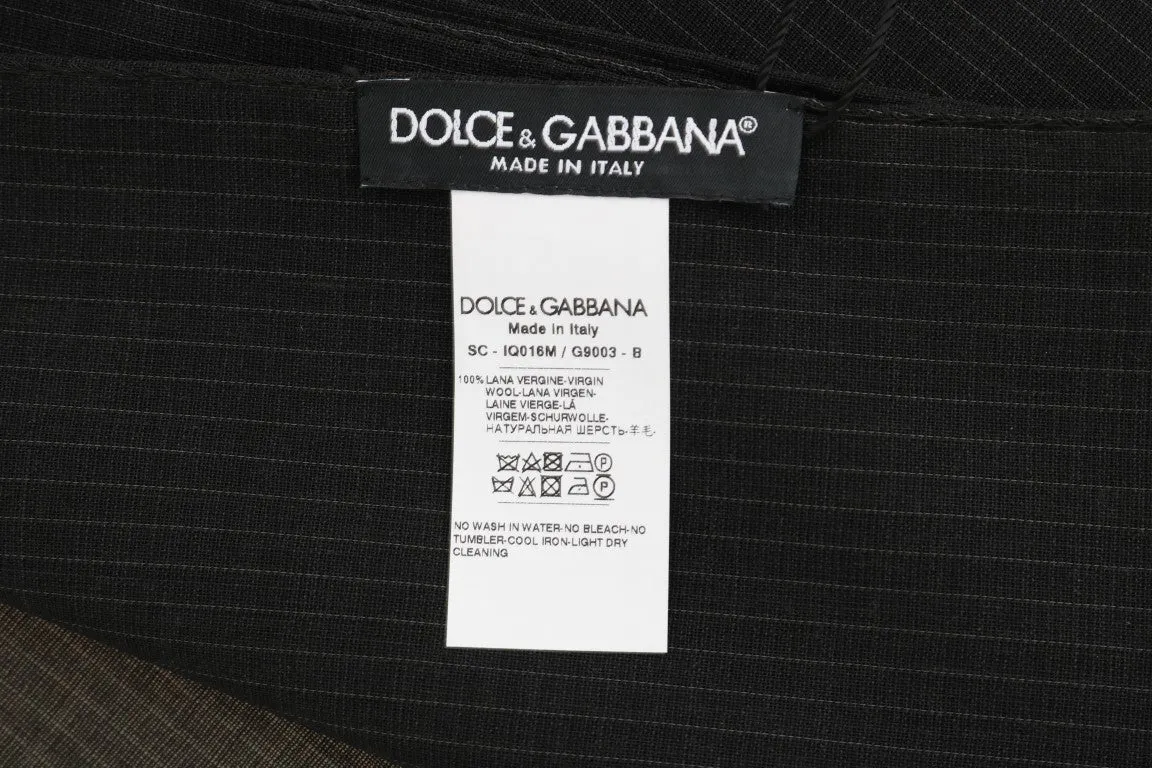 DOLCE & GABBANA®
MADE IN ITALY
DOLCE & GABBANA
Made in Italy
SC - IQ016M / G9003 - B
100% LANA VERGINE-VIRGIN
WOOL-LANA VIRGEN-
LAINE VIERGE-LÃ
VIRGEM-SCHURWOLLE-
НАТУРАЛЬНАЯ ШЕРСТЬ-羊毛-
P
P
NO WASH IN WATER-NO BLEACH-NO
TUMBLER-COOL IRON-LIGHT DRY
CLEANING